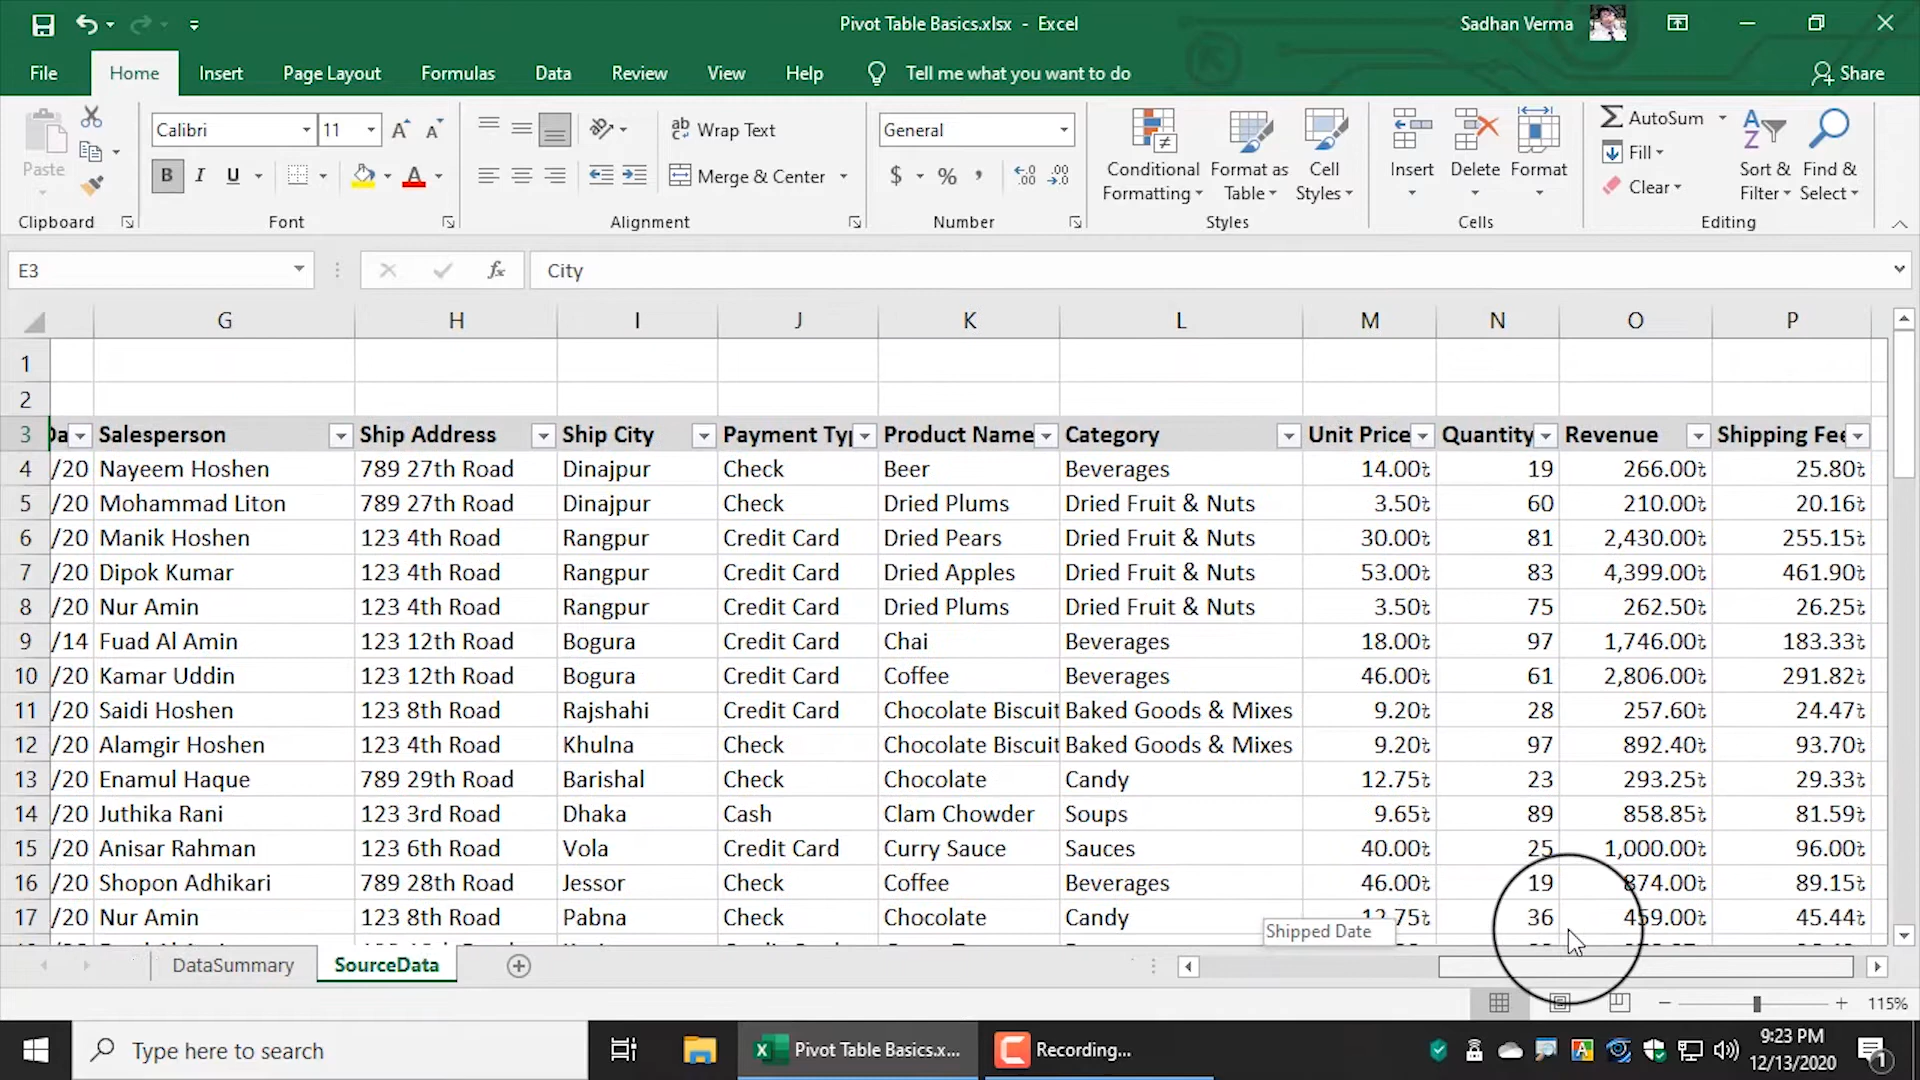 Pivot Table Basics.xlsx - Excel
Sadhan Verma
File Home Insert Page Layout Formulas Data Review View Help Tell me what you want to do Share
Paste
Calibri 11
Wrap Text
General
Merge & Center
Conditional Formatting
Format as Table
Cell Styles
Insert Delete Format
AutoSum
Fill
Clear
Sort & Filter
Find & Select
Clipboard Font Alignment Number Styles Cells Editing
E3 fx City
G H I J K L M N O P
1
2
3 Salesperson Ship Address Ship City Payment Product Name Category Unit Price Quantity Revenue Shipping
4 /20 Nayeem Hoshen 789 27th Road Dinajpur Check Beer Beverages 14.00৳ 19 266.00৳ 25.80৳
5 /20 Mohammad Liton 789 27th Road Dinajpur Check Dried Plums Dried Fruit & Nuts 3.50৳ 60 210.00৳ 20.16৳
6 /20 Manik Hoshen 123 4th Road Rangpur Credit Card Dried Pears Dried Fruit & Nuts 30.00৳ 81 2,430.00৳ 255.15৳
7 /20 Dipok Kumar 123 4th Road Rangpur Credit Card Dried Apples Dried Fruit & Nuts 53.00৳ 83 4,399.00৳ 461.90৳
8 /20 Nur Amin 123 4th Road Rangpur Credit Card Dried Plums Dried Fruit & Nuts 3.50৳ 75 262.50৳ 26.25৳
9 /14 Fuad Al Amin 123 12th Road Bogura Credit Card Chai Beverages 18.00৳ 97 1,746.00৳ 183.33৳
10 /20 Kamar Uddin 123 12th Road Bogura Credit Card Coffee Beverages 46.00৳ 61 2,806.00৳ 291.82৳
11 /20 Saidi Hoshen 123 8th Road Rajshahi Credit Card Chocolate Biscuit Baked Goods & Mixes 9.20৳ 28 257.60৳ 24.47৳
12 /20 Alamgir Hoshen 123 4th Road Khulna Check Chocolate Biscuit Baked Goods & Mixes 9.20৳ 97 892.40৳ 93.70৳
13 /20 Enamul Haque 789 29th Road Barishal Check Chocolate Candy 12.75৳ 23 293.25৳ 29.33৳
14 /20 Juthika Rani 123 3rd Road Dhaka Cash Clam Chowder Soups 9.65৳ 89 858.85৳ 81.59৳
15 /20 Anisar Rahman 123 6th Road Vola Credit Card Curry Sauce Sauces 40.00৳ 25 1,000.00৳ 96.00৳
16 /20 Shopon Adhikari 789 28th Road Jessor Check Coffee Beverages 46.00৳ 19 874.00৳ 89.15৳
17 /20 Nur Amin 123 8th Road Pabna Check Chocolate Candy 12.75৳ 36 459.00৳ 45.44৳
Shipped Date
DataSummary SourceData
115%
Type here to search
Pivot Table Basics.x...
Recording...
9:23 PM
12/13/2020
1